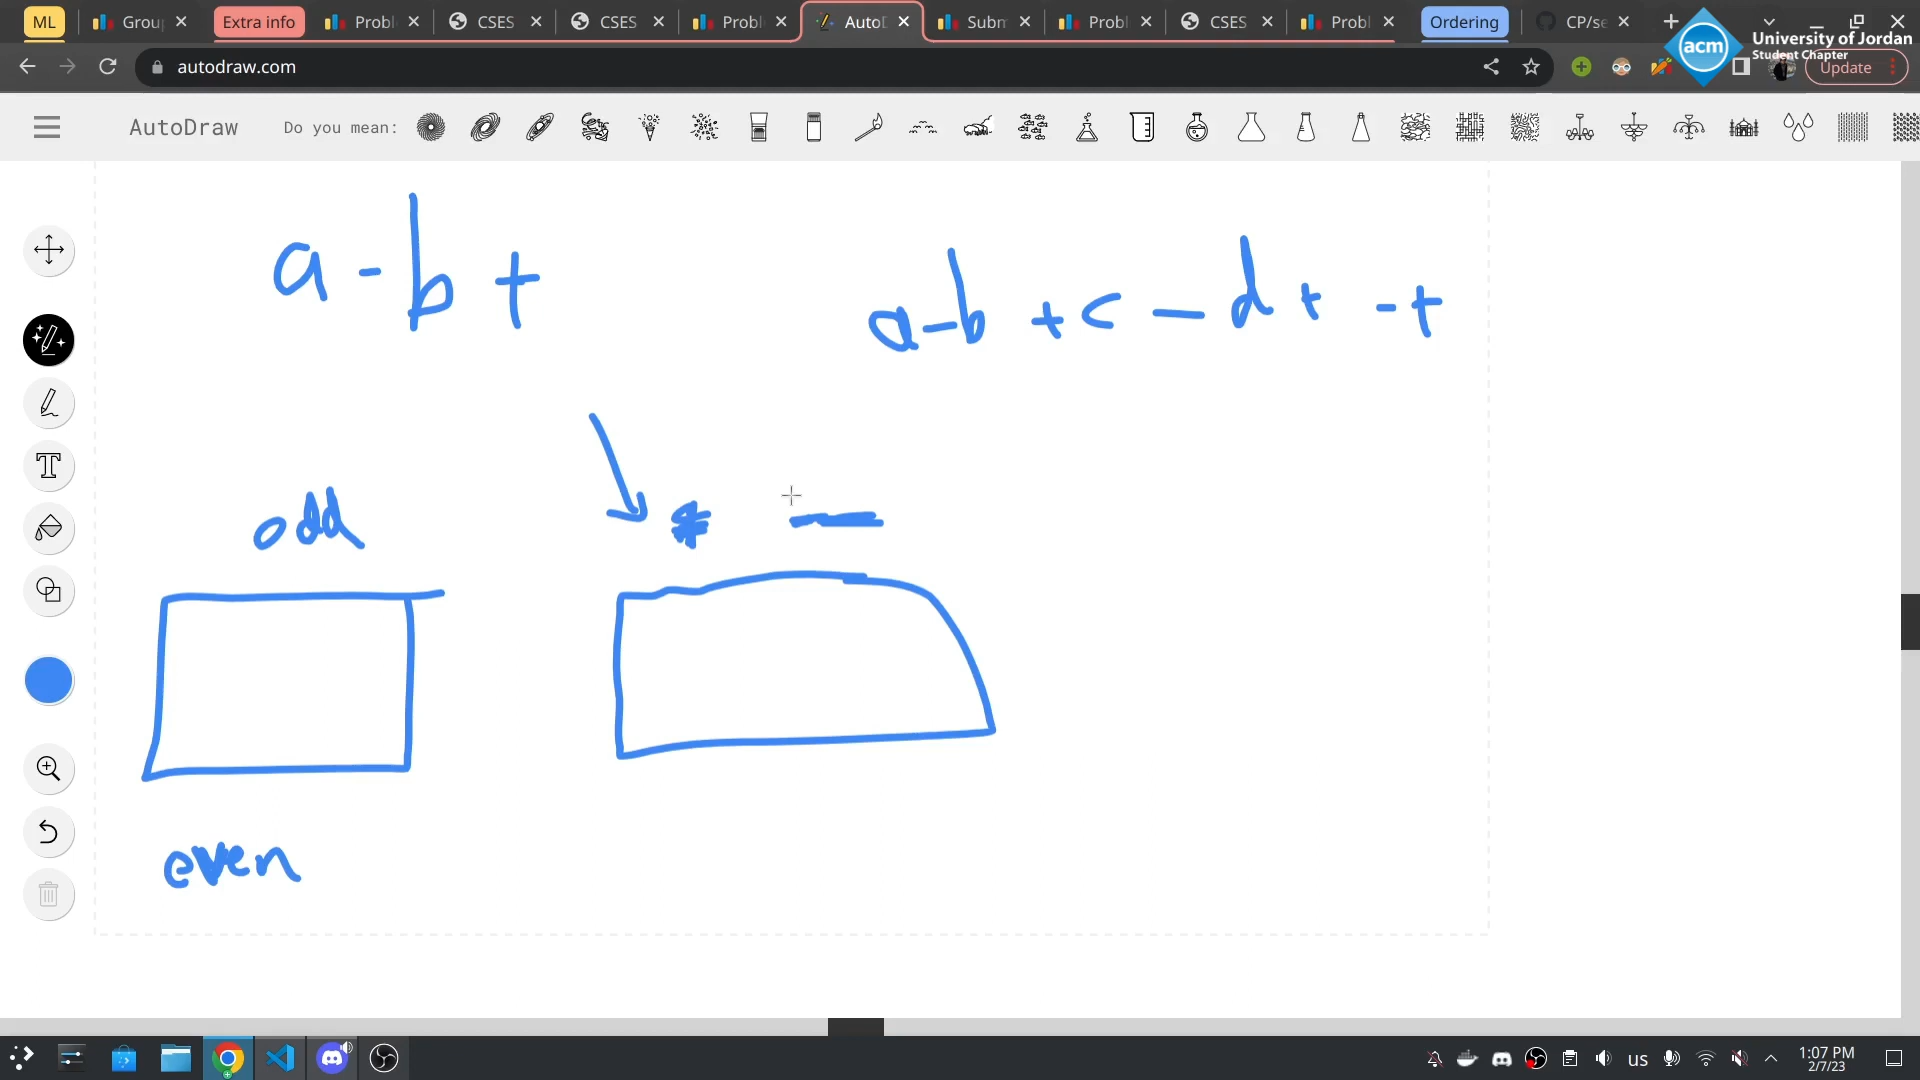 ML Group Extra info Probl CSES CSES Probl AutoD Subm Probl CSES Probl Ordering CP/se
acm University of Jordan
Student Chapter
autodraw.com Update
AutoDraw Do you mean:
a - b +
a - b + c - d + - +
odd * -
even
us 1:07 PM
2/7/23